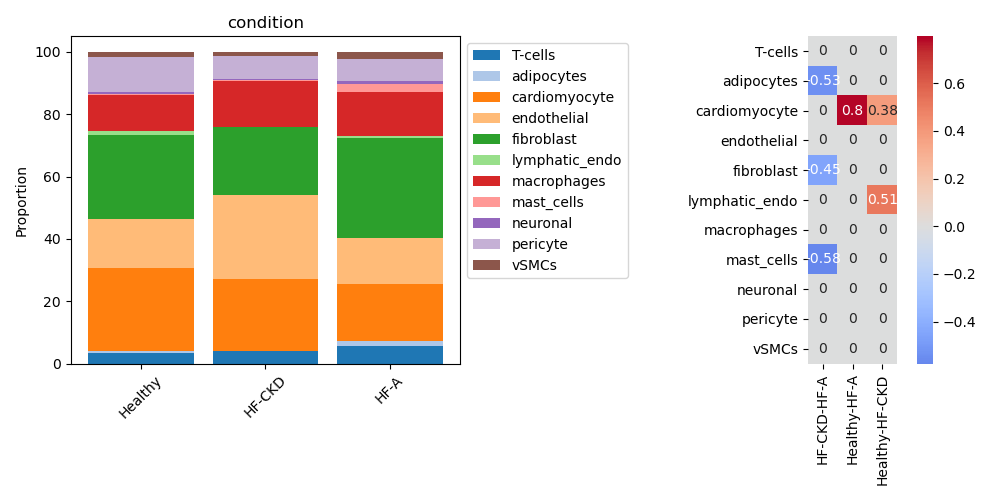 condition
Proportion
100
80
60
40
20
0
Healthy
HF-CKD
HF-A
T-cells
adipocytes
cardiomyocyte
endothelial
fibroblast
lymphatic_endo
macrophages
mast_cells
neuronal
pericyte
vSMCs
T-cells 0 0 0
adipocytes -0.53 0 0
cardiomyocyte 0 0.8 0.38
endothelial 0 0 0
fibroblast -0.45 0 0
lymphatic_endo 0 0 0.51
macrophages 0 0 0
mast_cells -0.58 0 0
neuronal 0 0 0
pericyte 0 0 0
vSMCs 0 0 0
HF-CKD-HF-A
Healthy-HF-A
Healthy-HF-CKD
0.6
0.4
0.2
0.0
−0.2
−0.4